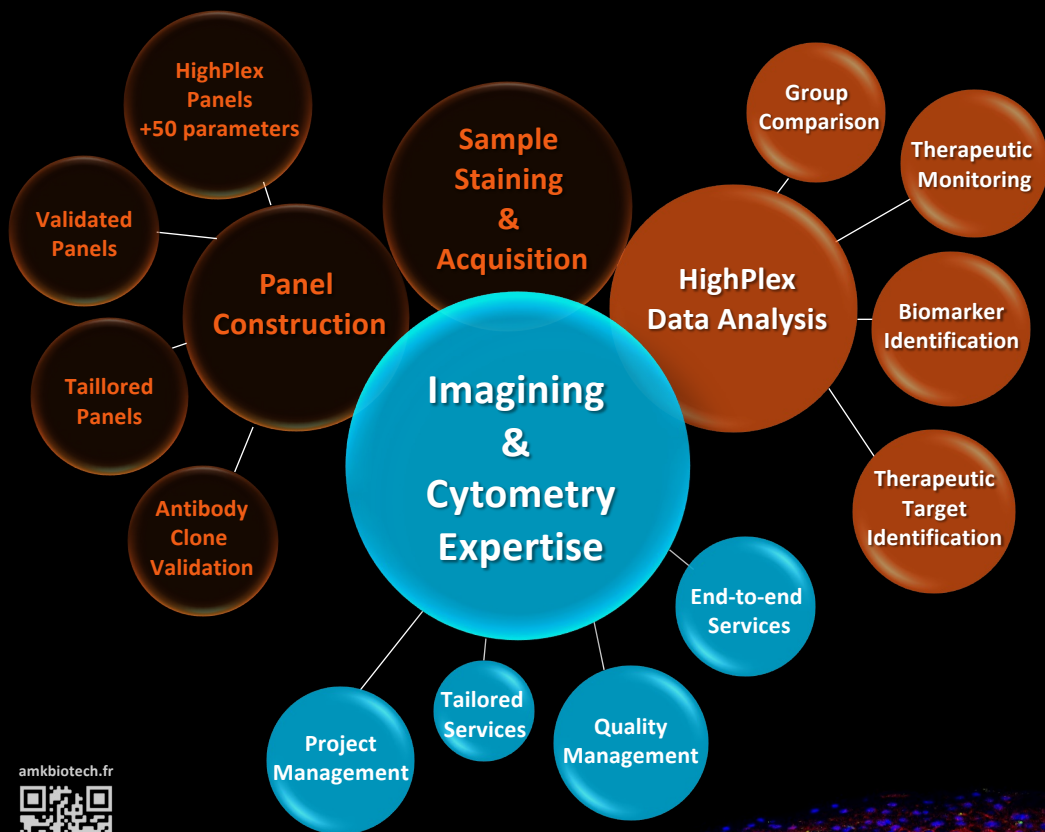 HighPlex
Panels
+50 parameters
Validated
Panels
Taillored
Panels
Antibody
Clone
Validation
Panel
Construction
Sample
Staining
&
Acquisition
HighPlex
Data Analysis
Group
Comparison
Therapeutic
Monitoring
Biomarker
Identification
Therapeutic
Target
Identification
Imagining
&
Cytometry
Expertise
End-to-end
Services
Quality
Management
Tailored
Services
Project
Management
amkbiotech.fr